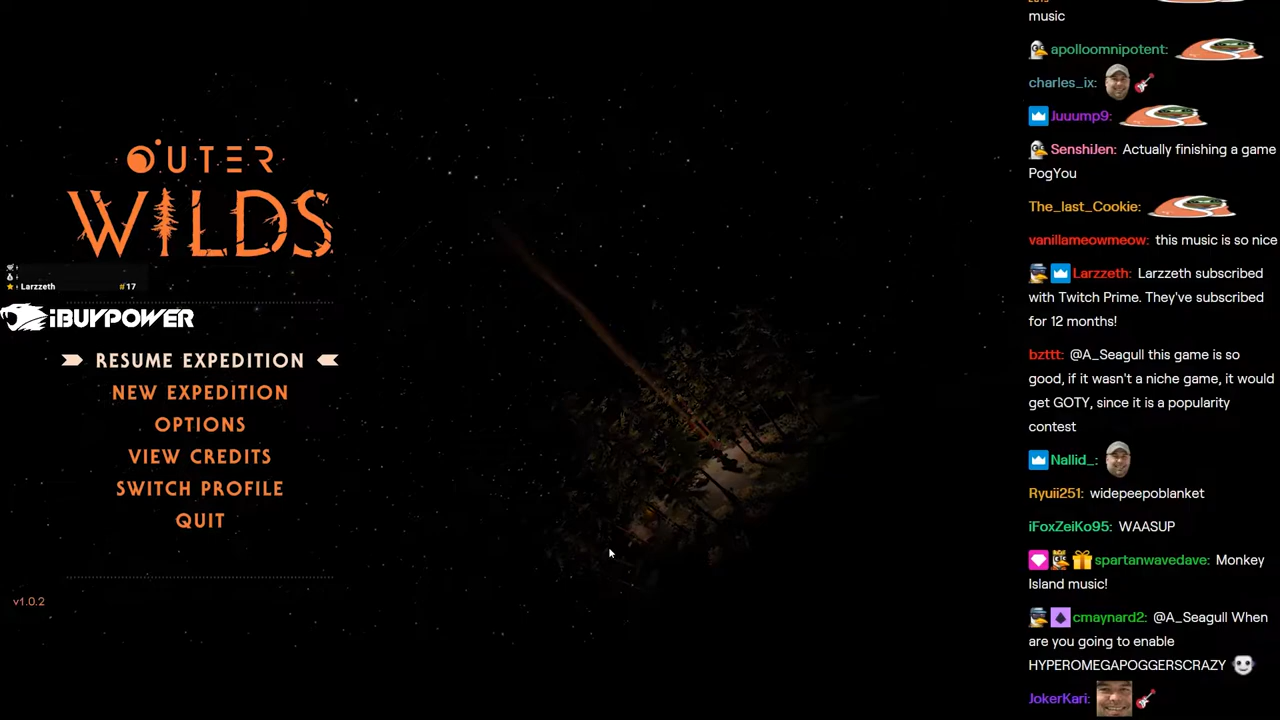 music
apolloomnipotent:
charles_ix:
Juuump9:
SenshiJen: Actually finishing a game
PogYou
The_last_Cookie:
vanillameowmeow: this music is so nice
Larzzeth: Larzzeth subscribed
with Twitch Prime. They've subscribed
for 12 months!
bzttt: @A_Seagull this game is so
good, if it wasn't a niche game, it would
get GOTY, since it is a popularity
contest
Nallid_:
Ryuii251: widepeepoblanket
iFoxZeiKo95: WAASUP
spartanwavedave: Monkey
Island music!
cmaynard2: @A_Seagull When
are you going to enable
HYPEROMEGAPOGGERSCRAZY
JokerKari:
OUTER
WILDS
Larzzeth #17
iBUYPOWER
RESUME EXPEDITION
NEW EXPEDITION
OPTIONS
VIEW CREDITS
SWITCH PROFILE
QUIT
v1.0.2